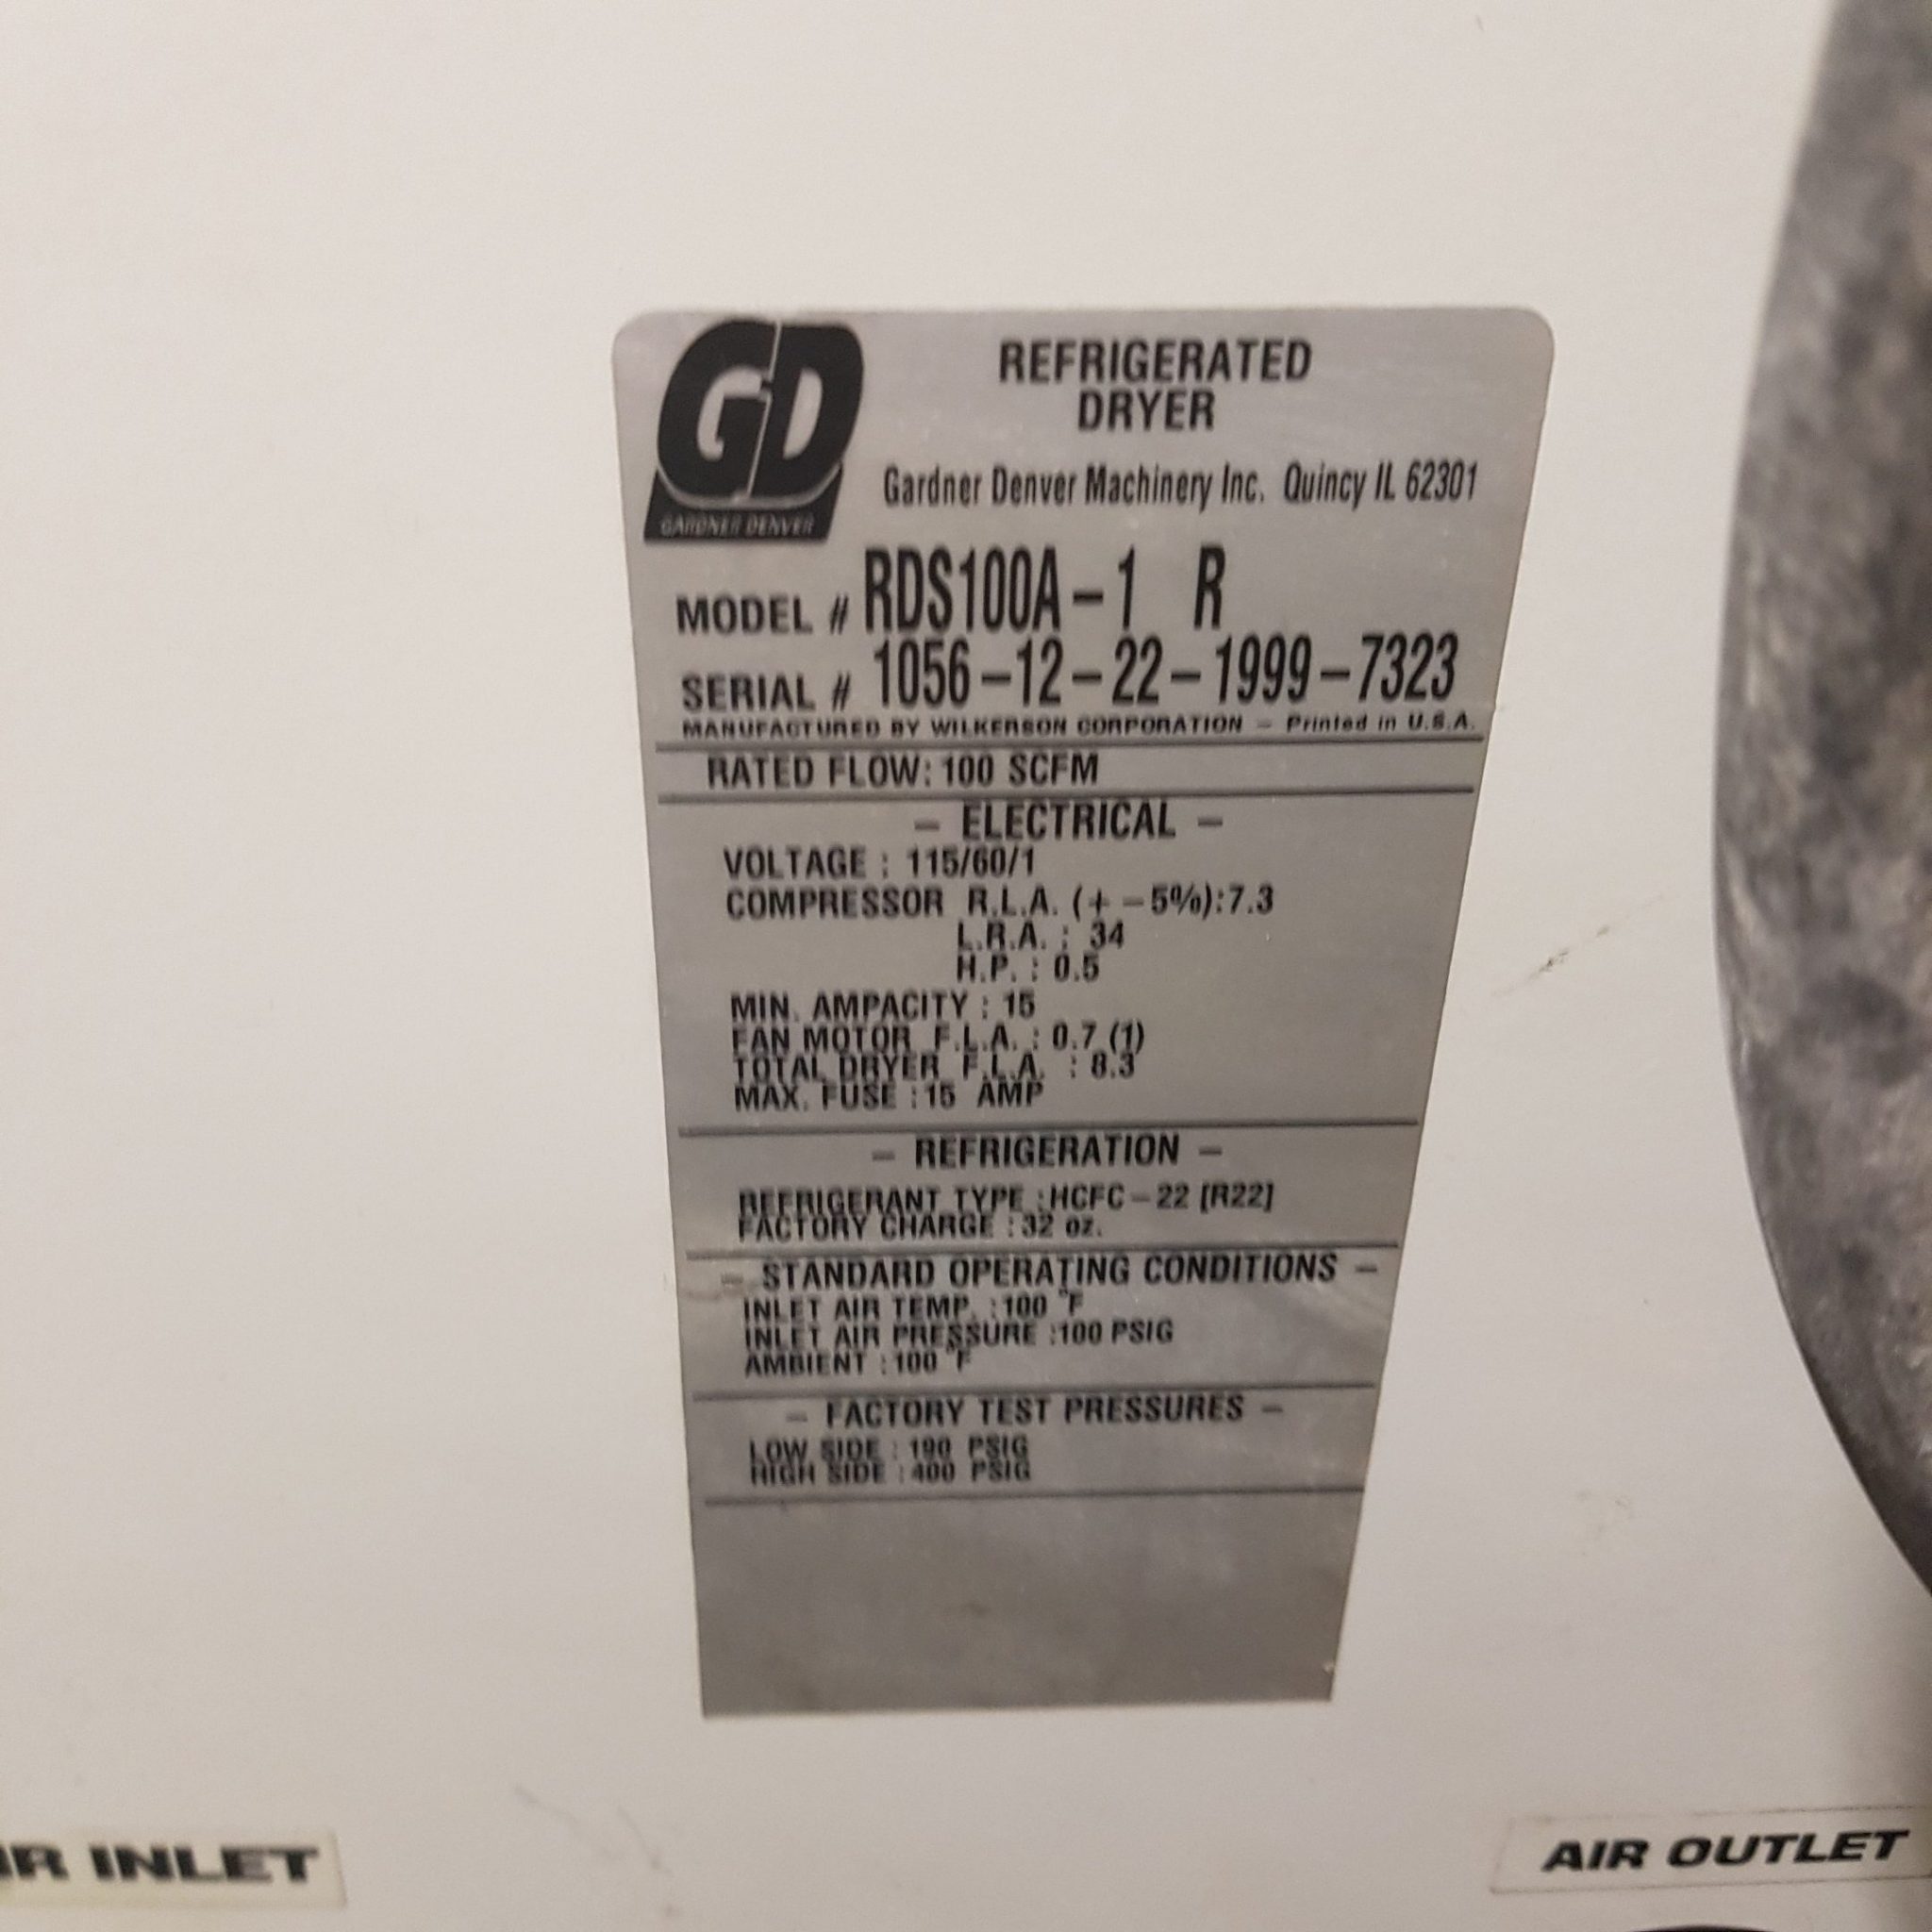 GD
GARDNER DENVER
REFRIGERATED
DRYER
Gardner Denver Machinery Inc. Quincy IL 62301
MODEL # RDS100A-1 R
SERIAL # 1056-12-22-1999-7323
MANUFACTURED BY WILKERSON CORPORATION - Printed in U.S.A.
RATED FLOW: 100 SCFM
- ELECTRICAL -
VOLTAGE : 115/60/1
COMPRESSOR R.L.A. (+ -5%):7.3
L.R.A. : 34
H.P. : 0.5
MIN. AMPACITY : 15
FAN MOTOR F.L.A. : 0.7 (1)
TOTAL DRYER F.L.A. : 8.3
MAX. FUSE : 15 AMP
- REFRIGERATION -
REFRIGERANT TYPE :HCFC-22 [R22]
FACTORY CHARGE : 32 oz.
- STANDARD OPERATING CONDITIONS -
INLET AIR TEMP. : 100 °F
INLET AIR PRESSURE :100 PSIG
AMBIENT : 100 °F
- FACTORY TEST PRESSURES -
LOW SIDE : 190 PSIG
HIGH SIDE : 400 PSIG
IR INLET
AIR OUTLET